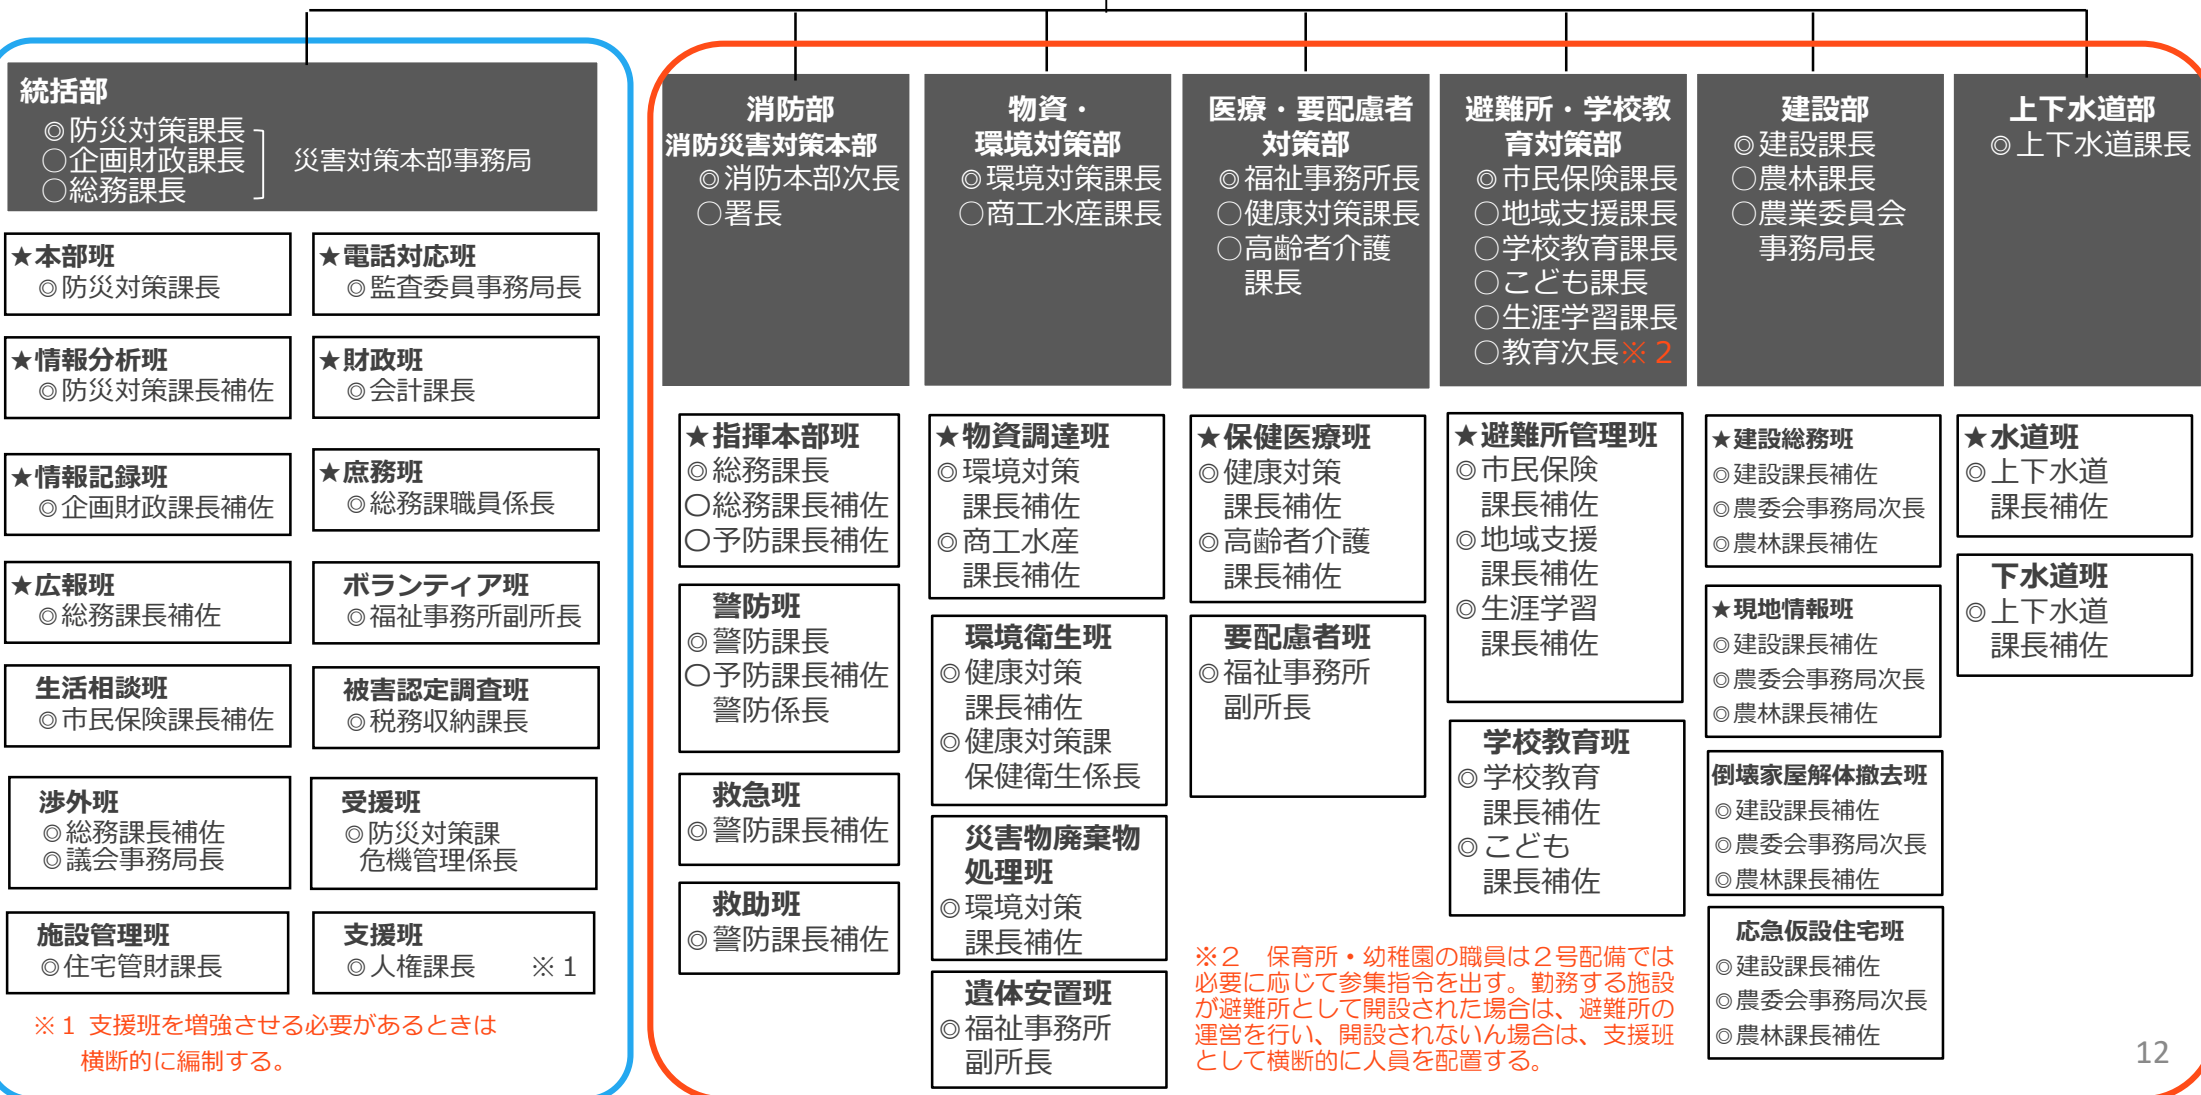 統括部
◎防災対策課長
○企画財政課長
○総務課長
災害対策本部事務局
★本部班
◎防災対策課長
★電話対応班
◎監査委員事務局長
★情報分析班
◎防災対策課長補佐
★財政班
◎会計課長
★情報記録班
◎企画財政課長補佐
★庶務班
◎総務課職員係長
★広報班
◎総務課長補佐
ボランティア班
◎福祉事務所副所長
生活相談班
◎市民保険課長補佐
被害認定調査班
◎税務収納課長
渉外班
◎総務課長補佐
◎議会事務局長
受援班
◎防災対策課
危機管理係長
施設管理班
◎住宅管財課長
支援班
◎人権課長 ※1
※1 支援班を増強させる必要があるときは
横断的に編制する。
消防部
消防災害対策本部
◎消防本部次長
○署長
★指揮本部班
◎総務課長
○総務課長補佐
○予防課長補佐
警防班
◎警防課長
○予防課長補佐
警防係長
救急班
◎警防課長補佐
救助班
◎警防課長補佐
物資・
環境対策部
◎環境対策課長
○商工水産課長
★物資調達班
◎環境対策
課長補佐
◎商工水産
課長補佐
環境衛生班
◎健康対策
課長補佐
◎健康対策課
保健衛生係長
災害物廃棄物
処理班
◎環境対策
課長補佐
遺体安置班
◎福祉事務所
副所長
医療・要配慮者
対策部
◎福祉事務所長
○健康対策課長
○高齢者介護
課長
★保健医療班
◎健康対策
課長補佐
◎高齢者介護
課長補佐
要配慮者班
◎福祉事務所
副所長
避難所・学校教
育対策部
◎市民保険課長
○地域支援課長
○学校教育課長
○こども課長
○生涯学習課長
○教育次長※2
★避難所管理班
◎市民保険
課長補佐
◎地域支援
課長補佐
◎生涯学習
課長補佐
学校教育班
◎学校教育
課長補佐
◎こども
課長補佐
※2 保育所・幼稚園の職員は2号配備では
必要に応じて参集指令を出す。勤務する施設
が避難所として開設された場合は、避難所の
運営を行い、開設されないん場合は、支援班
として横断的に人員を配置する。
建設部
◎建設課長
○農林課長
○農業委員会
事務局長
★建設総務班
◎建設課長補佐
◎農委会事務局次長
◎農林課長補佐
★現地情報班
◎建設課長補佐
◎農委会事務局次長
◎農林課長補佐
倒壊家屋解体撤去班
◎建設課長補佐
◎農委会事務局次長
◎農林課長補佐
応急仮設住宅班
◎建設課長補佐
◎農委会事務局次長
◎農林課長補佐
上下水道部
◎上下水道課長
★水道班
◎上下水道
課長補佐
下水道班
◎上下水道
課長補佐
12